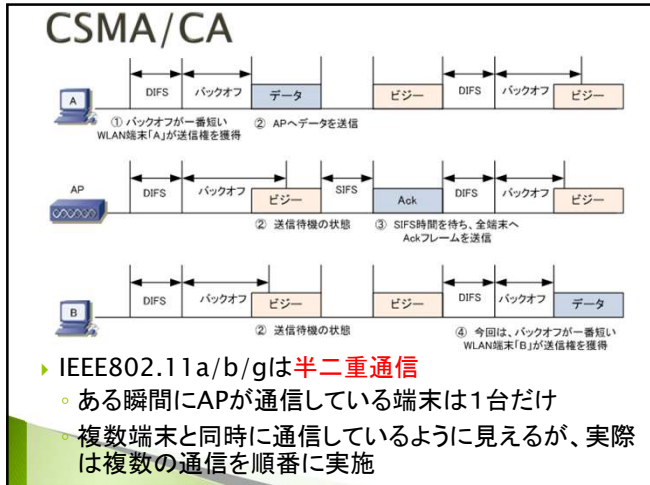 CSMA/CA
A
DIFS
バックオフ
データ
ビジー
DIFS
バックオフ
ビジー
① バックオフが一番短い
WLAN端末「A」が送信権を獲得
② APへデータを送信
AP
DIFS
バックオフ
ビジー
SIFS
Ack
DIFS
バックオフ
ビジー
② 送信待機の状態
③ SIFS時間を待ち、全端末へ
Ackフレームを送信
B
DIFS
バックオフ
ビジー
ビジー
DIFS
バックオフ
データ
② 送信待機の状態
④ 今回は、バックオフが一番短い
WLAN端末「B」が送信権を獲得
IEEE802.11a/b/gは半二重通信
ある瞬間にAPが通信している端末は1台だけ
複数端末と同時に通信しているように見えるが、実際
は複数の通信を順番に実施